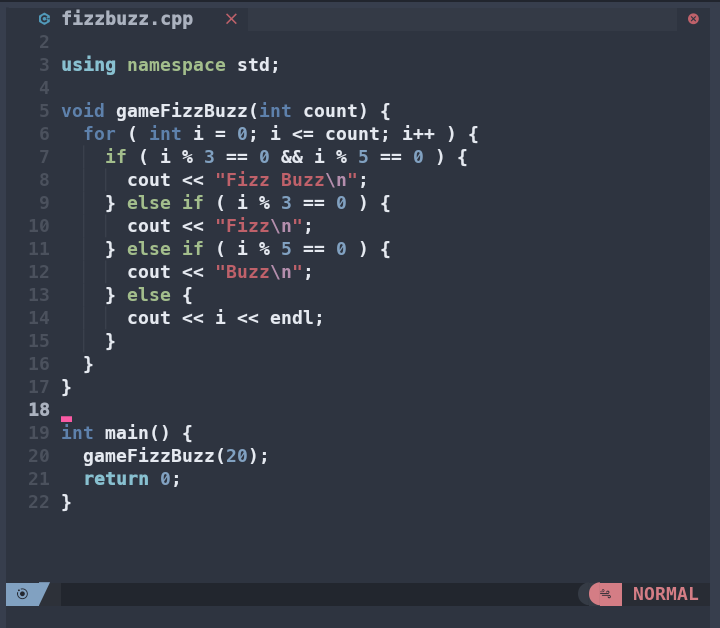 fizzbuzz.cpp
2
3 using namespace std;
4
5 void gameFizzBuzz(int count) {
6   for ( int i = 0; i <= count; i++ ) {
7     if ( i % 3 == 0 && i % 5 == 0 ) {
8       cout << "Fizz Buzz\n";
9     } else if ( i % 3 == 0 ) {
10       cout << "Fizz\n";
11     } else if ( i % 5 == 0 ) {
12       cout << "Buzz\n";
13     } else {
14       cout << i << endl;
15     }
16   }
17 }
18
19 int main() {
20   gameFizzBuzz(20);
21   return 0;
22 }
NORMAL